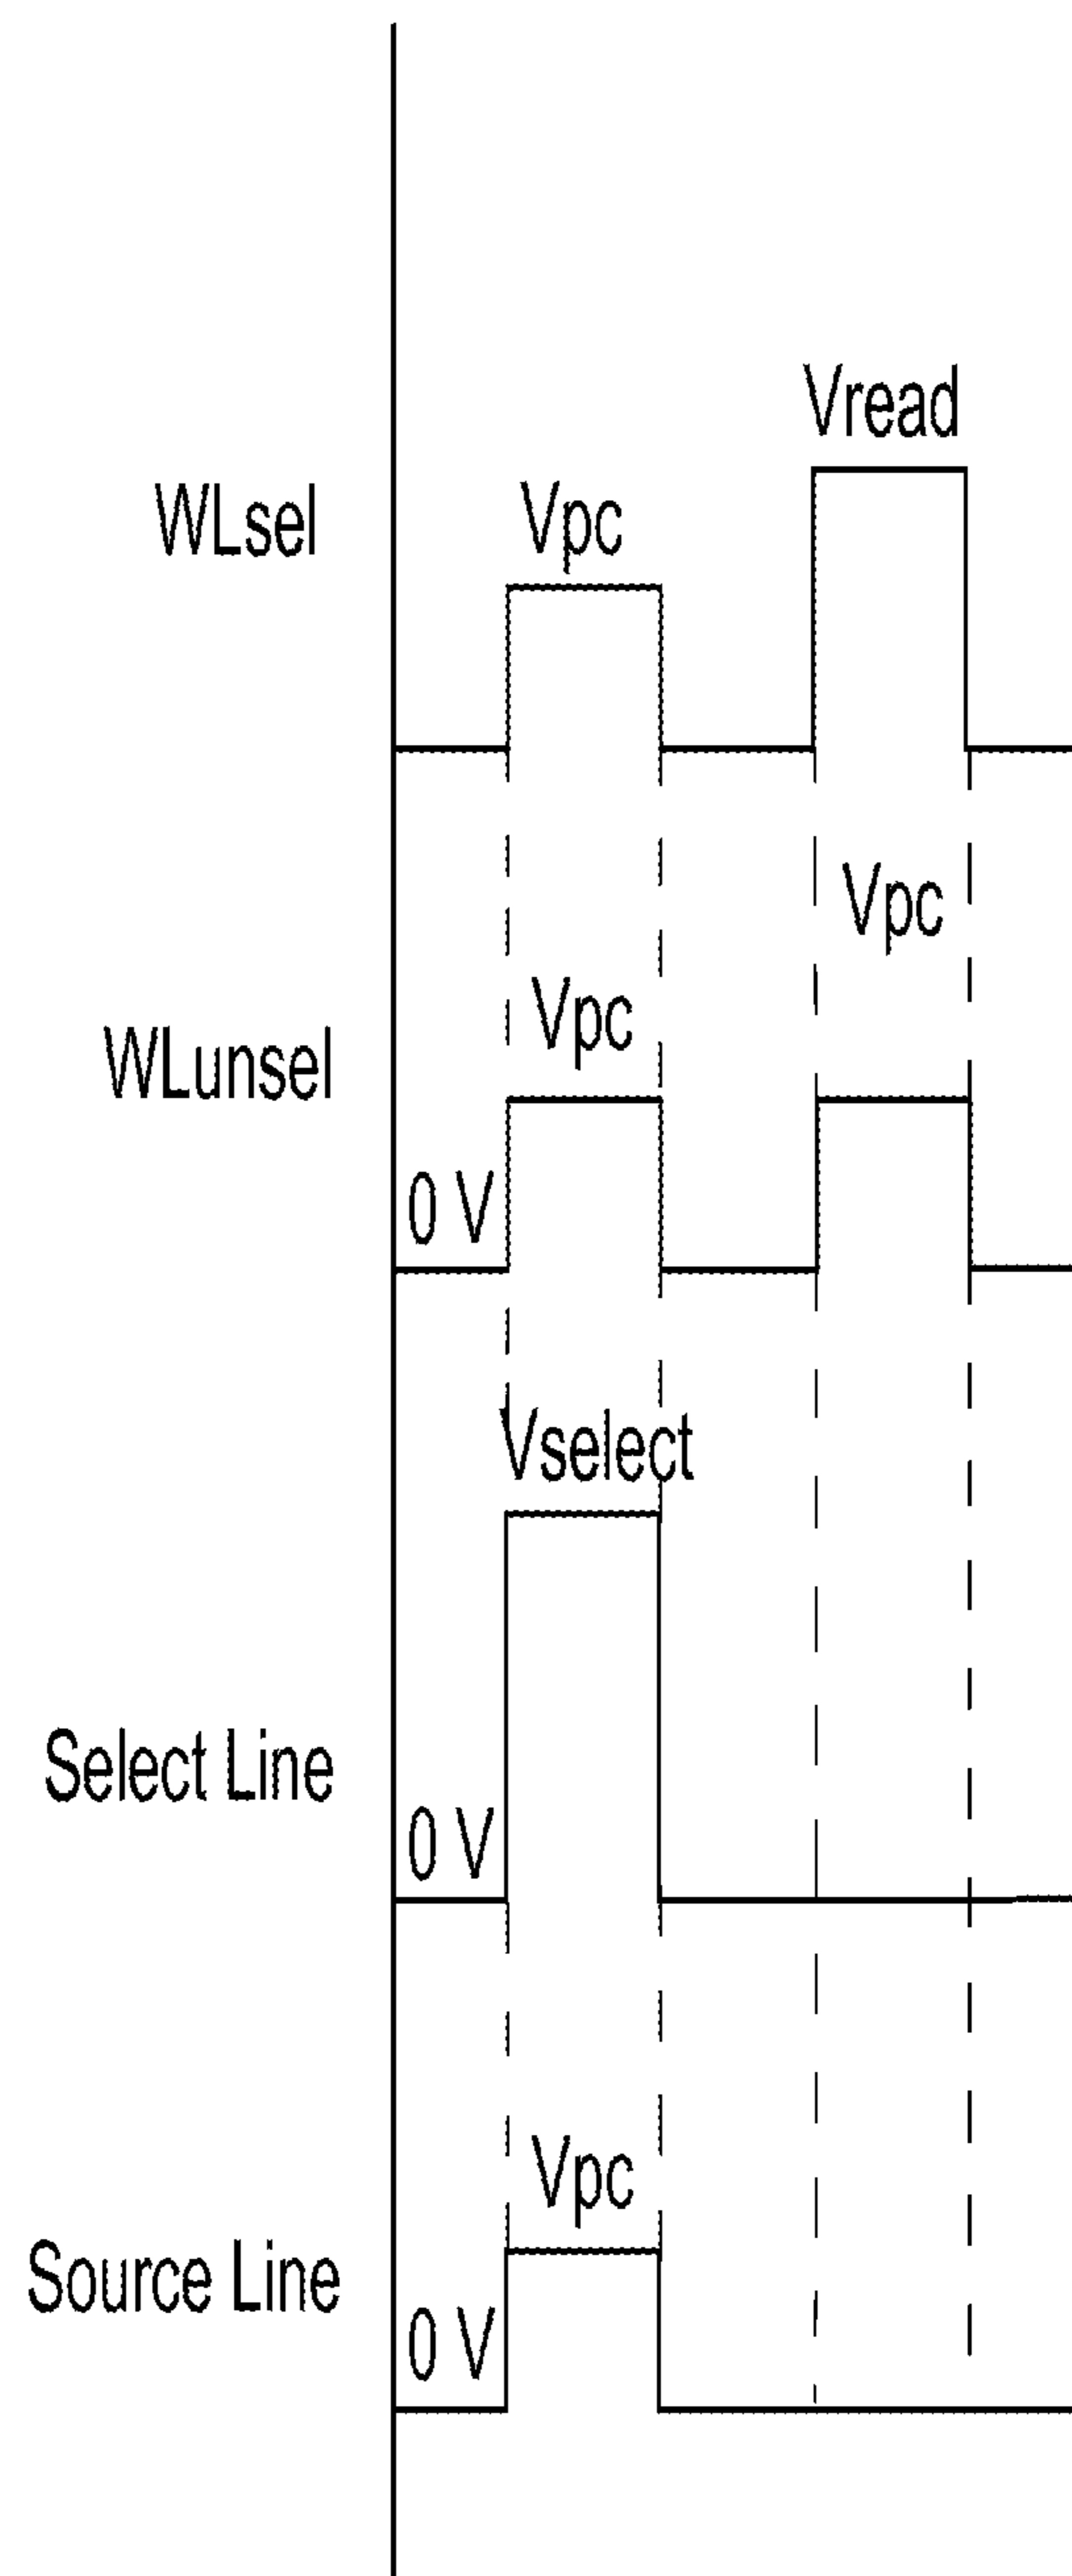 Vread
WLsel
Vpc
Vpc
WLunsel
Vpc
0 V
Vselect
Select Line
0 V
Vpc
Source Line
0 V